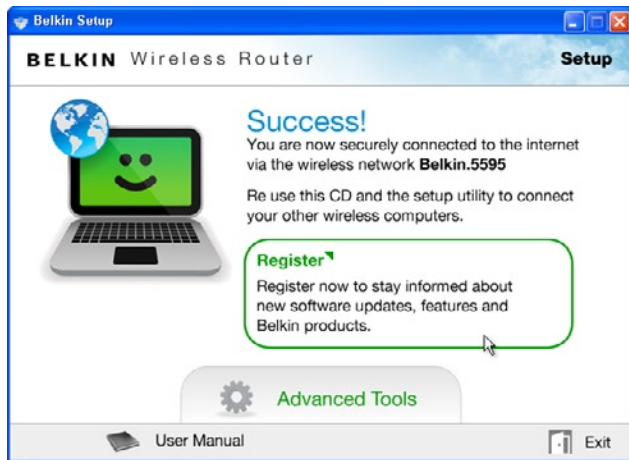 Belkin Setup
BELKIN Wireless Router
Setup
Success!
You are now securely connected to the internet
via the wireless network Belkin.5595
Re use this CD and the setup utility to connect
your other wireless computers.
Register
Register now to stay informed about
new software updates, features and
Belkin products.
Advanced Tools
User Manual
Exit